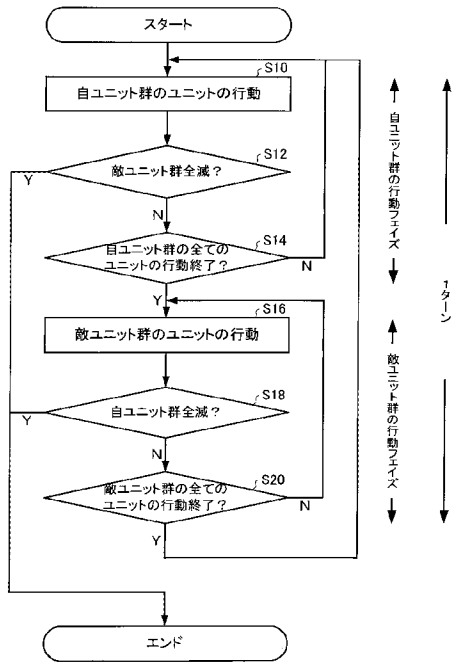 スタート
S10
自ユニット群のユニットの行動
S12
敵ユニット群全滅？
Y
N
S14
自ユニット群の全ての
ユニットの行動終了？
N
Y
S16
敵ユニット群のユニットの行動
S18
自ユニット群全滅？
Y
N
S20
敵ユニット群の全ての
ユニットの行動終了？
N
Y
エンド
自ユニット群の行動フェイズ
敵ユニット群の行動フェイズ
1ターン